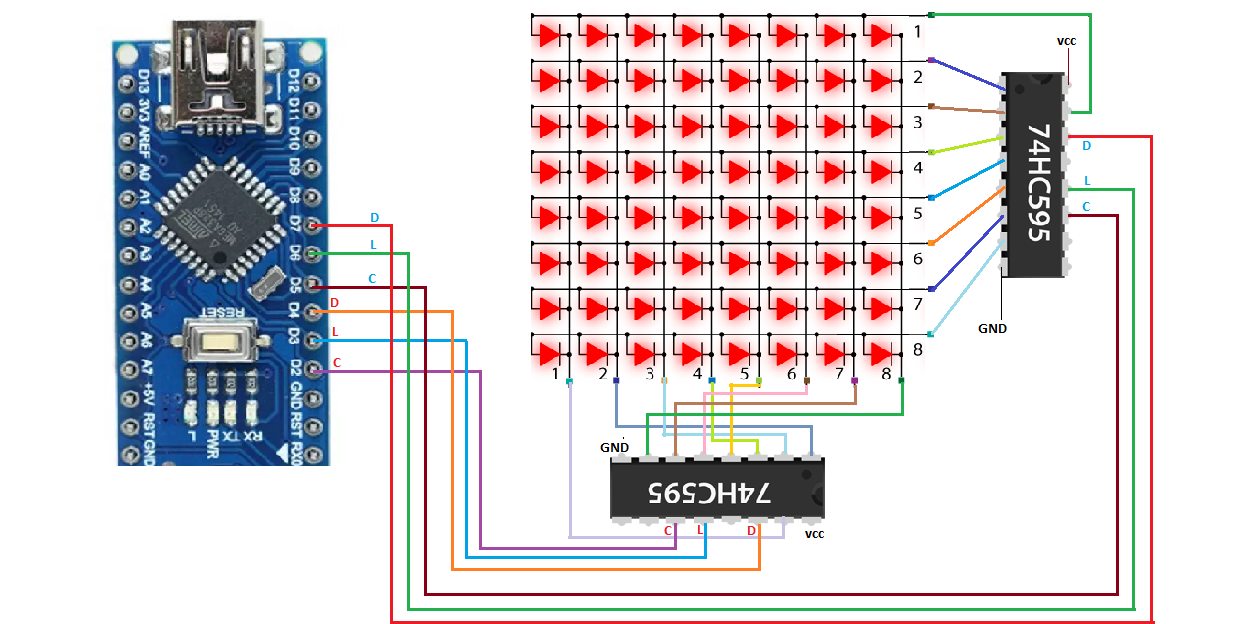 D13
3V3
AREF
A0
A1
A2
A3
A4
A5
A6
A7
+5V
RST
GND
D12
D11
D10
D9
D8
D7
D6
D5
D4
D3
D2
GND
RST
RX0
RESET
L
PWR
TX
RX
D
L
C
D
L
C
1
2
3
4
5
6
7
8
1 2 3 4 5 6 7 8
vcc
74HC595
D
L
C
GND
GND
74HC595
C L D
vcc